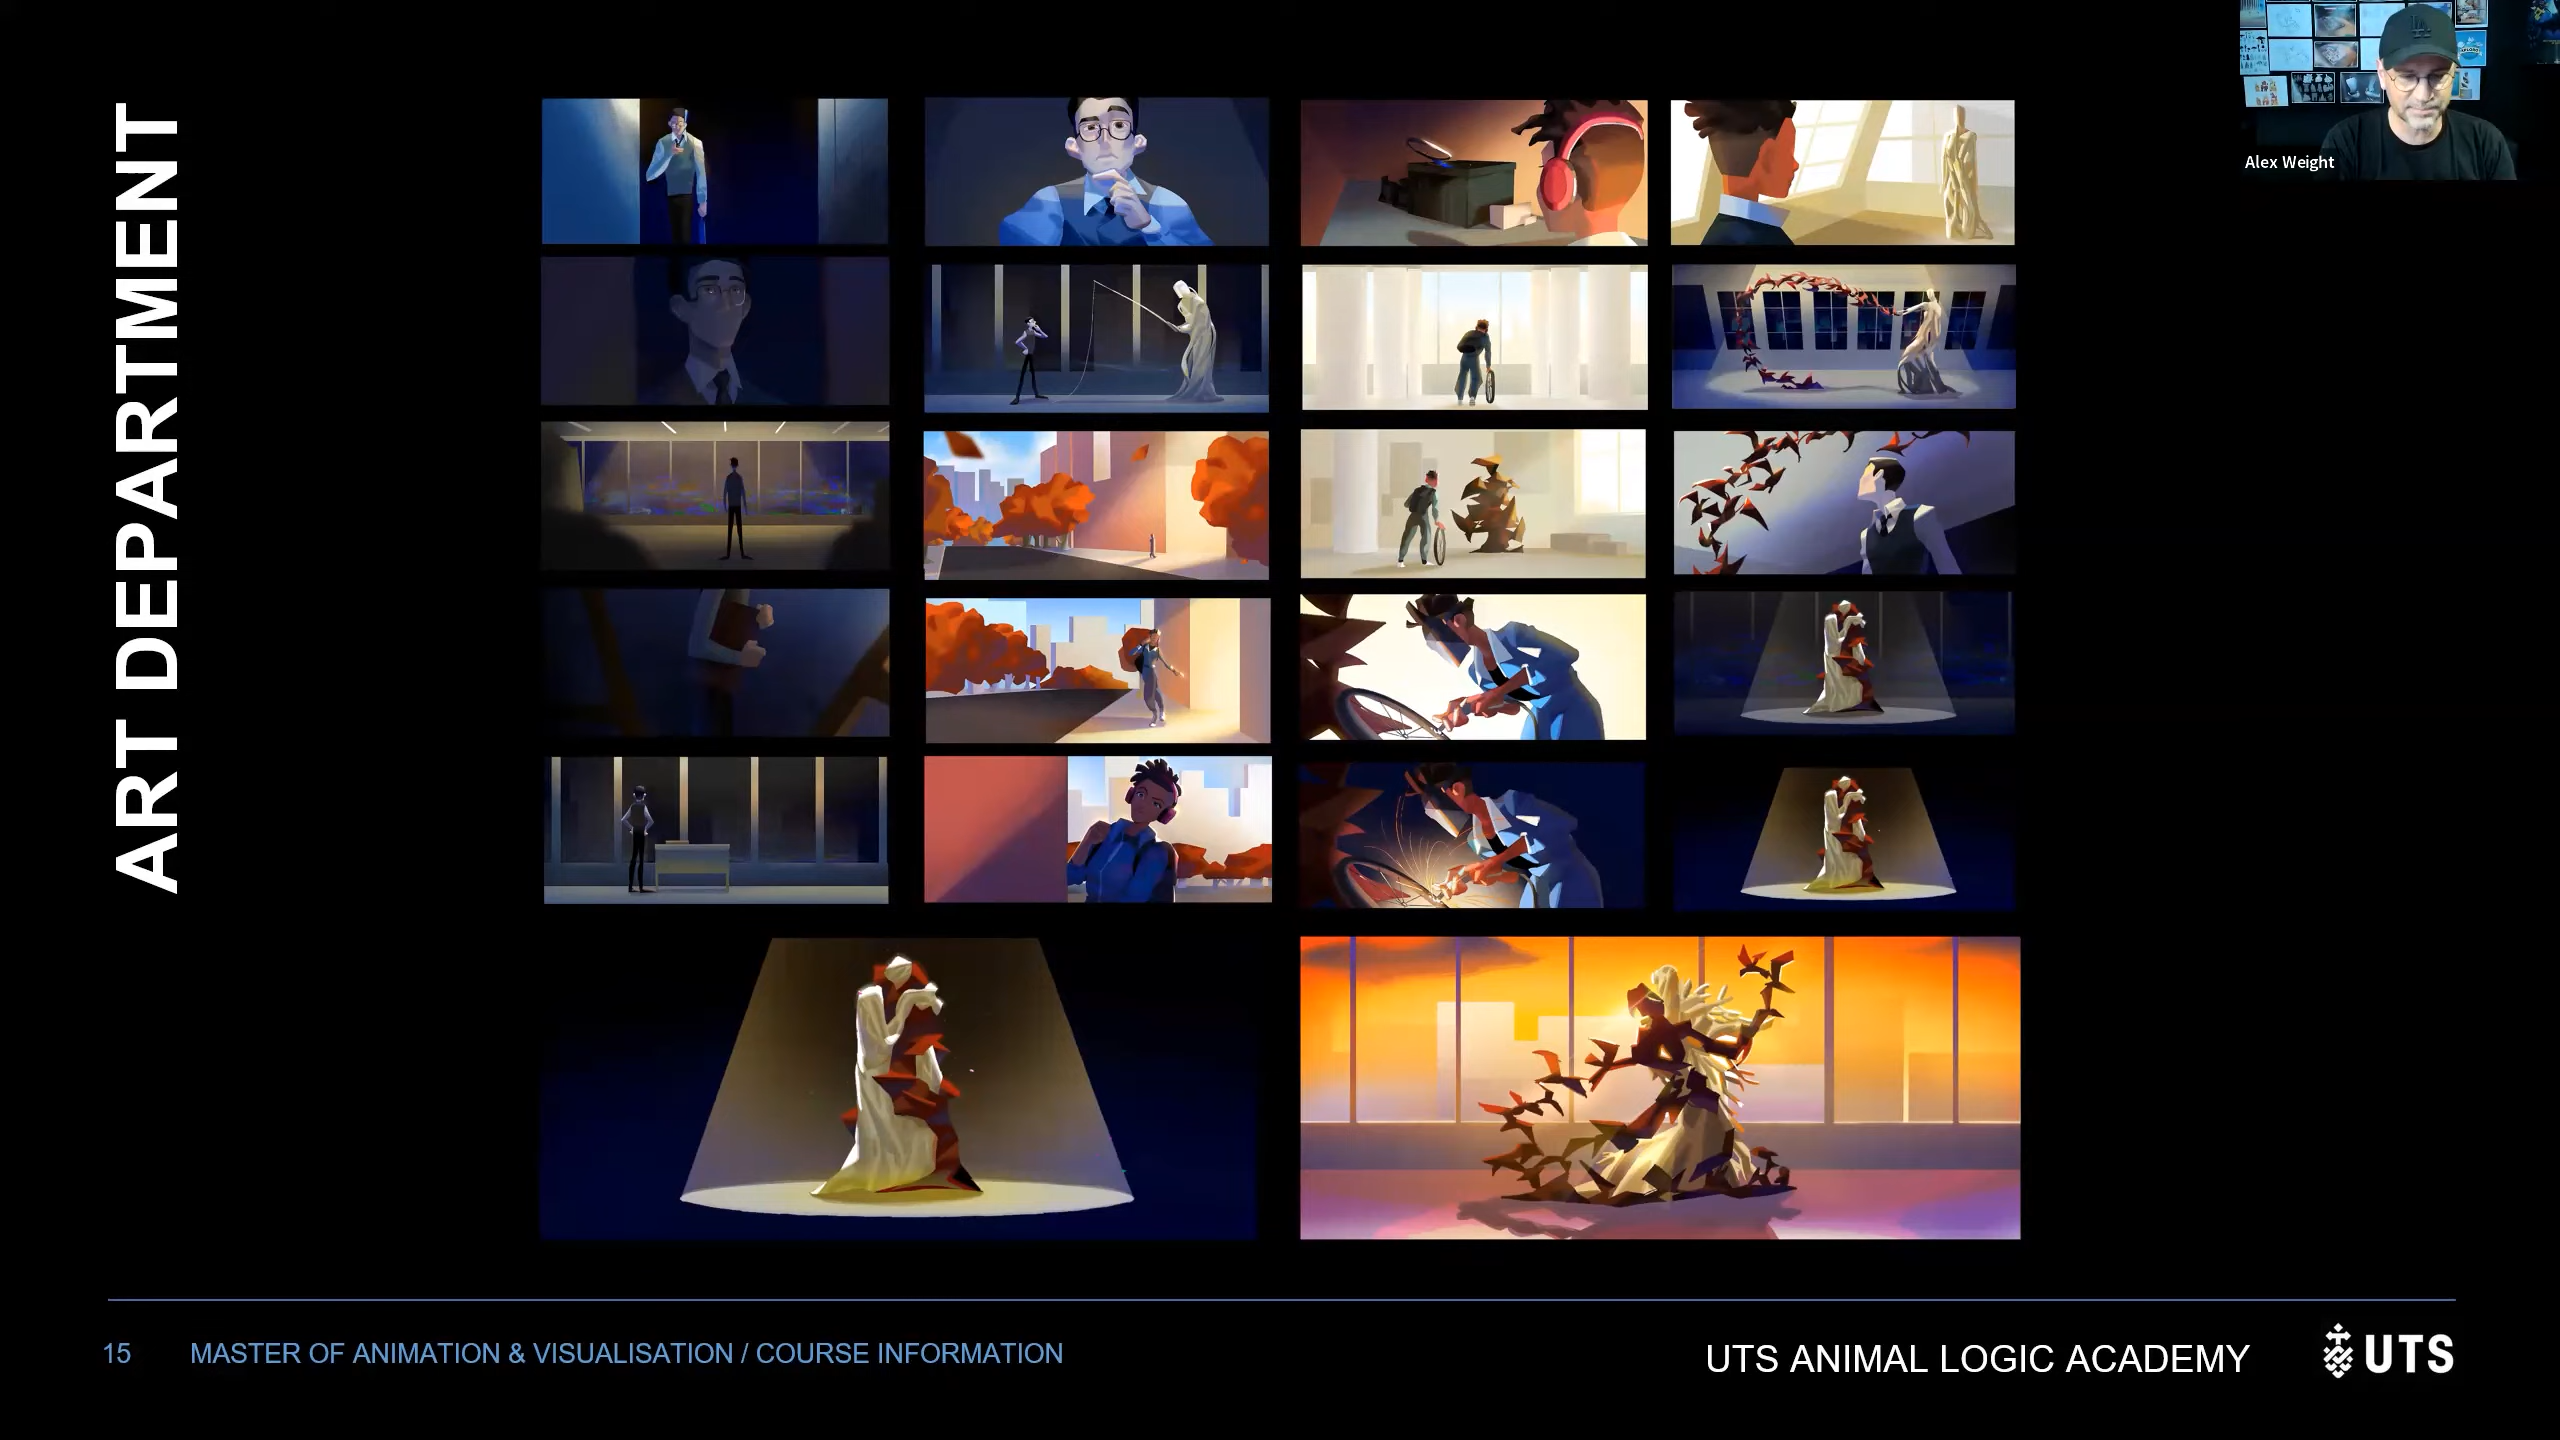 ART DEPARTMENT
Alex Weight
15
MASTER OF ANIMATION & VISUALISATION / COURSE INFORMATION
UTS ANIMAL LOGIC ACADEMY
UTS